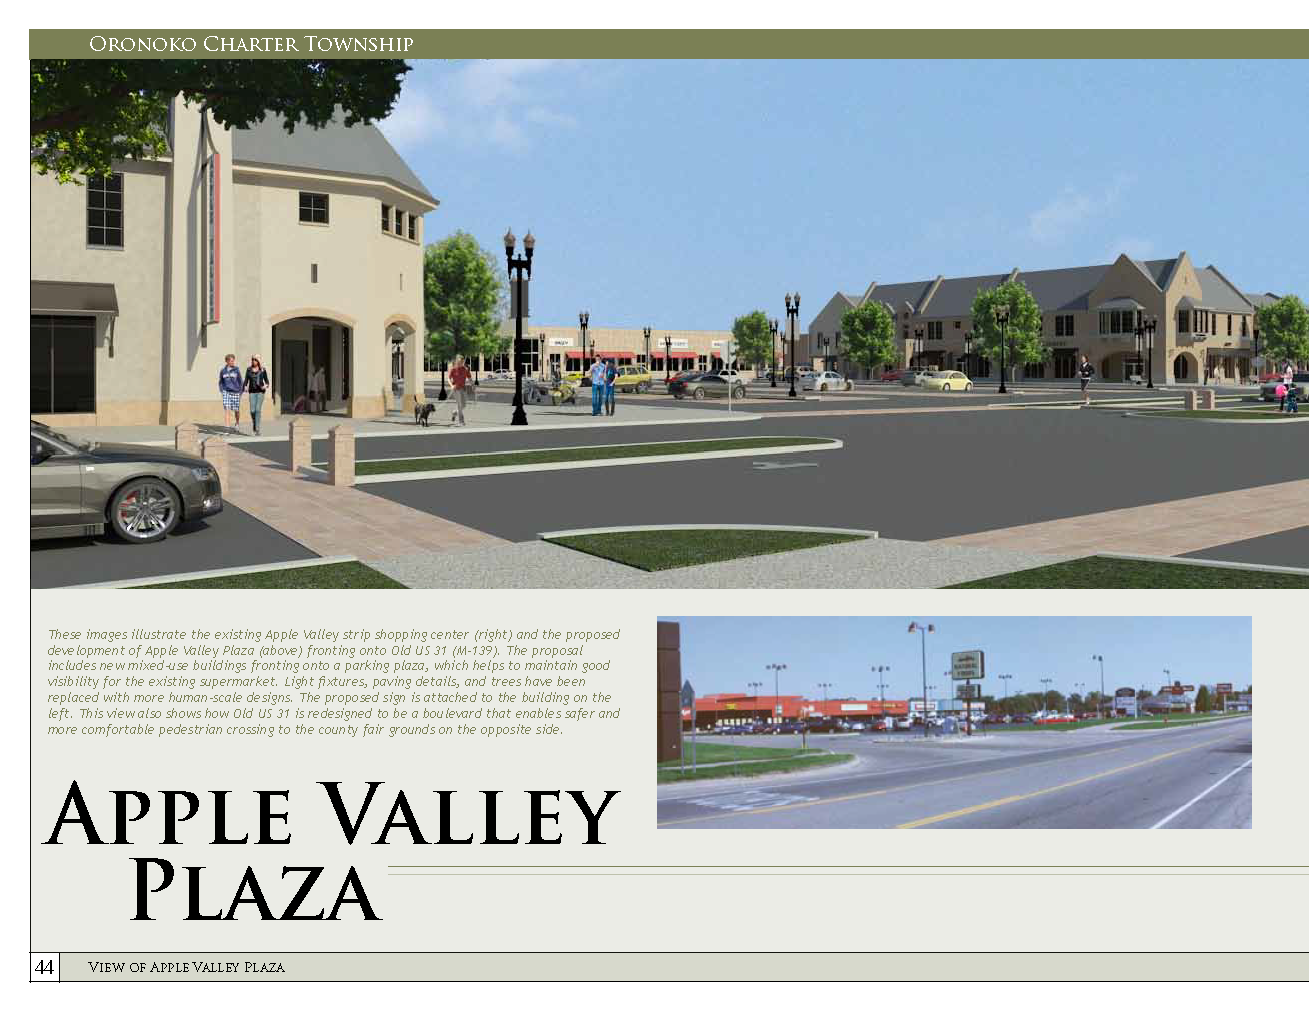 Oronoko Charter Township
These images illustrate the existing Apple Valley strip shopping center (right) and the proposed
development of Apple Valley Plaza (above) fronting onto Old US 31 (M-139). The proposal
includes new mixed-use buildings fronting onto a parking plaza, which helps to maintain good
visibility for the existing supermarket. Light fixtures, paving details, and trees have been
replaced with more human-scale designs. The proposed sign is attached to the building on the
left. This view also shows how Old US 31 is redesigned to be a boulevard that enables safer and
more comfortable pedestrian crossing to the county fair grounds on the opposite side.
NATURAL
FOODS
Apple Valley
Plaza
44
View of Apple Valley Plaza